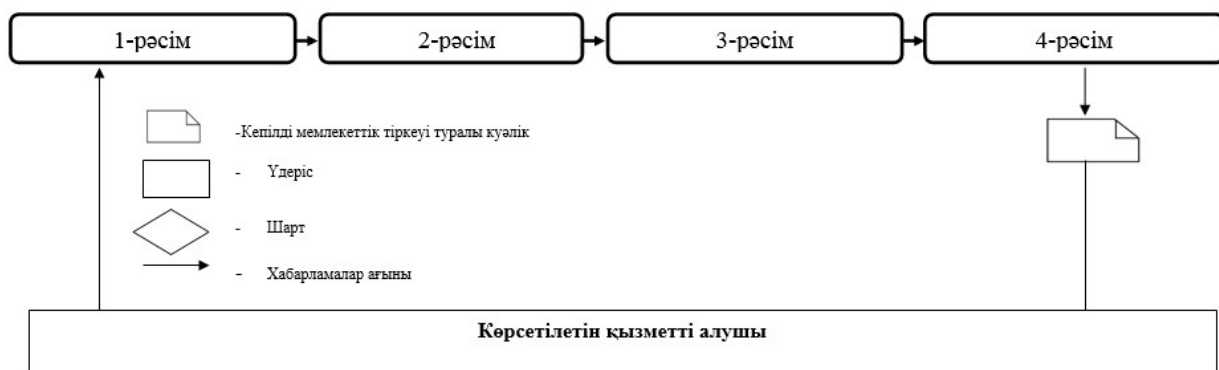 1-рәсім
2-рәсім
3-рәсім
4-рәсім
-Кепілді мемлекеттік тіркеуі туралы куәлік
- Үдеріс
- Шарт
- Хабарламалар ағыны
Көрсетілетін қызметті алушы